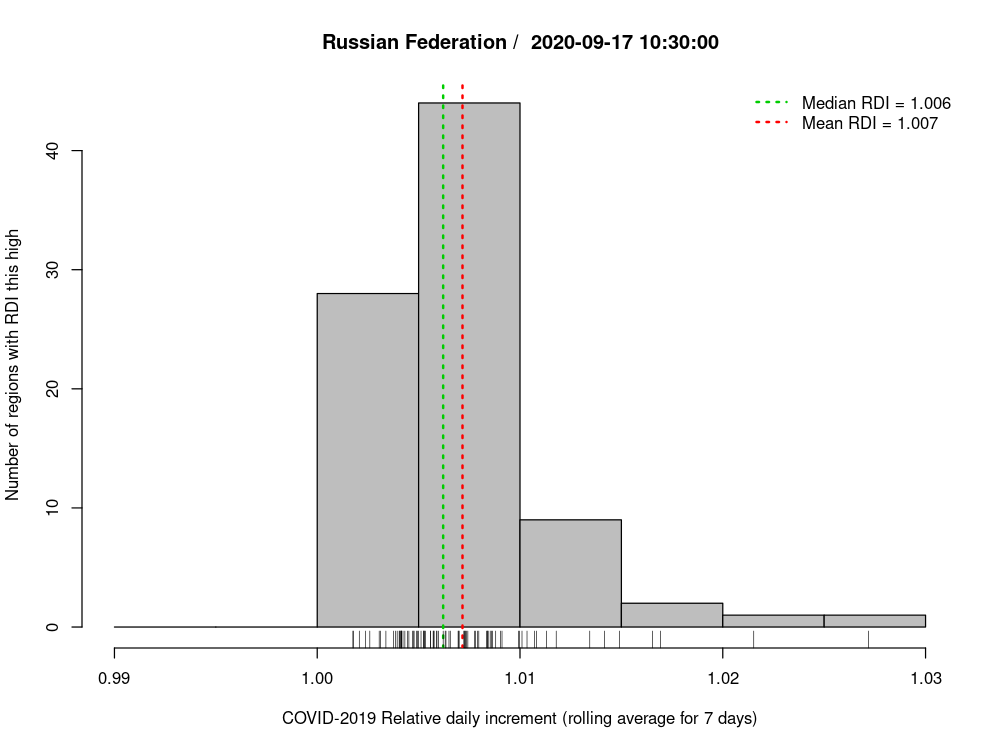 Russian Federation /  2020-09-17 10:30:00
Median RDI = 1.006
Mean RDI = 1.007
Number of regions with RDI this high
40
30
20
10
0
0.99 1.00 1.01 1.02 1.03
COVID-2019 Relative daily increment (rolling average for 7 days)